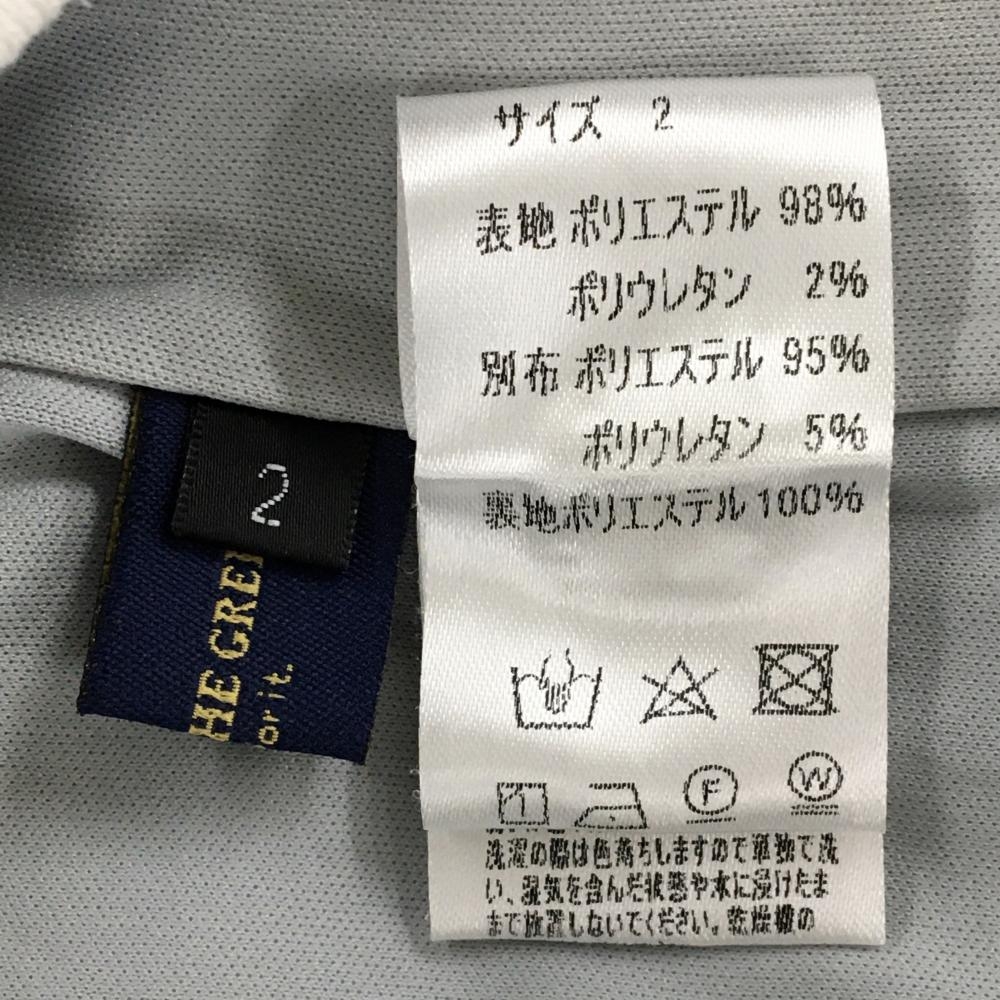 サイズ 2
表地 ポリエステル 98%
ポリウレタン 2%
別布 ポリエステル 95%
ポリウレタン 5%
裏地ポリエステル100%
F
W
洗濯の際は色落ちしますので単独で洗
い、湿気を含んだ状態や水に浸けたま
まで放置しないでください。乾燥機の
2
HE GREE
or it.